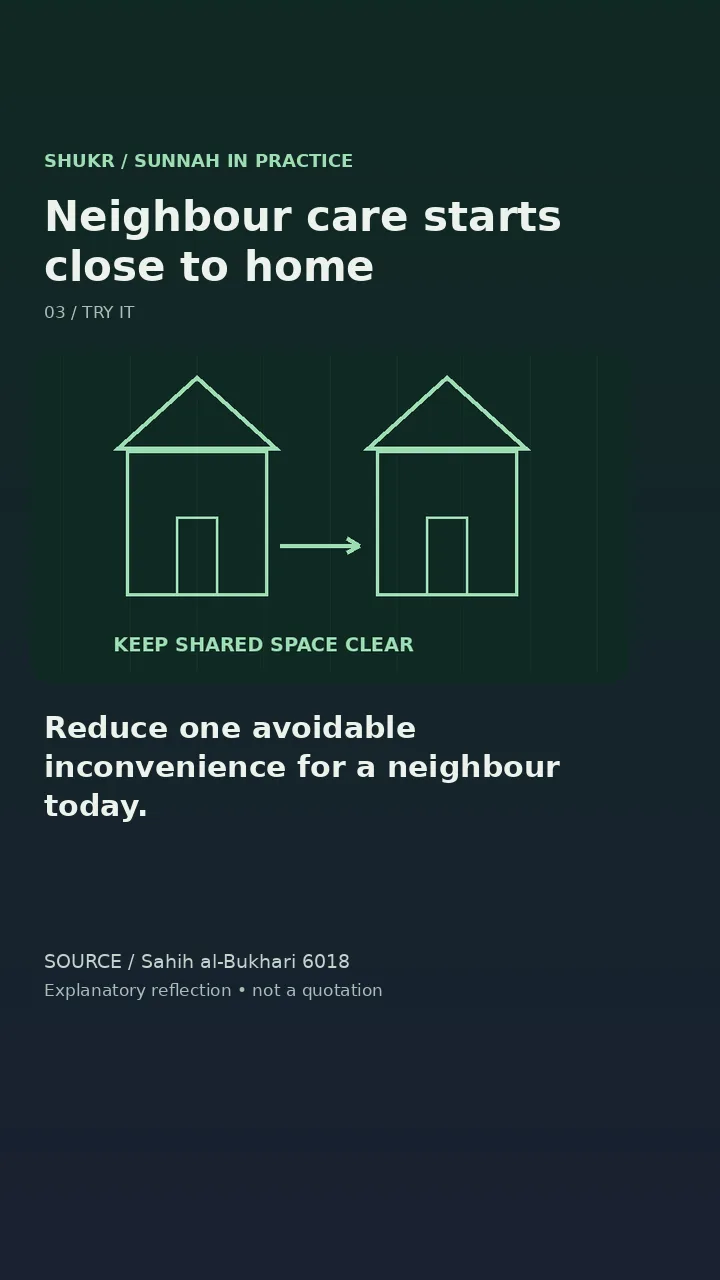 SHUKR / SUNNAH IN PRACTICE
Neighbour care starts
close to home
03 / TRY IT
KEEP SHARED SPACE CLEAR
Reduce one avoidable
inconvenience for a neighbour
today.
SOURCE / Sahih al-Bukhari 6018
Explanatory reflection • not a quotation